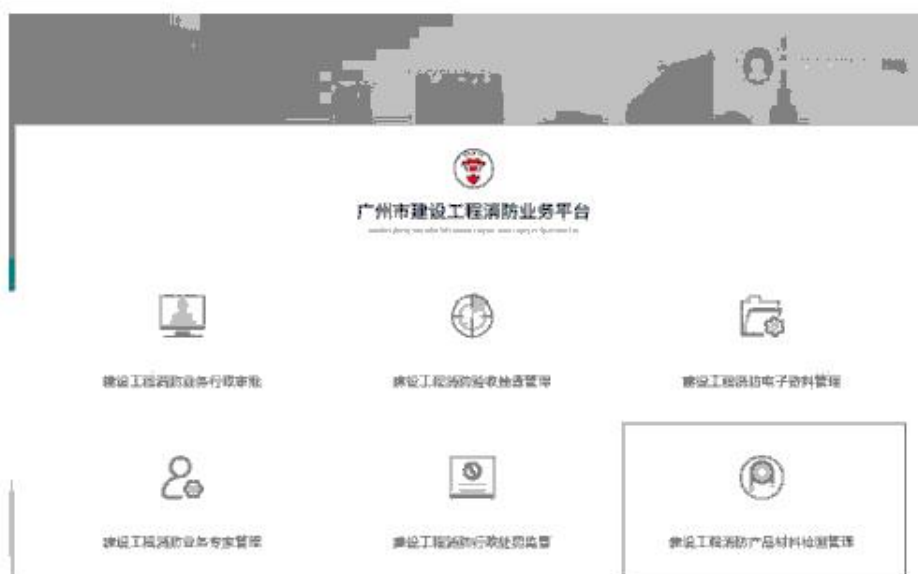 广州市建设工程消防业务平台
建设工程消防业务行政审批
建设工程消防验收抽查管理
建设工程消防电子资料管理
建设工程消防业务专家管理
建设工程消防行政处罚监督
建设工程消防产品材料检测管理